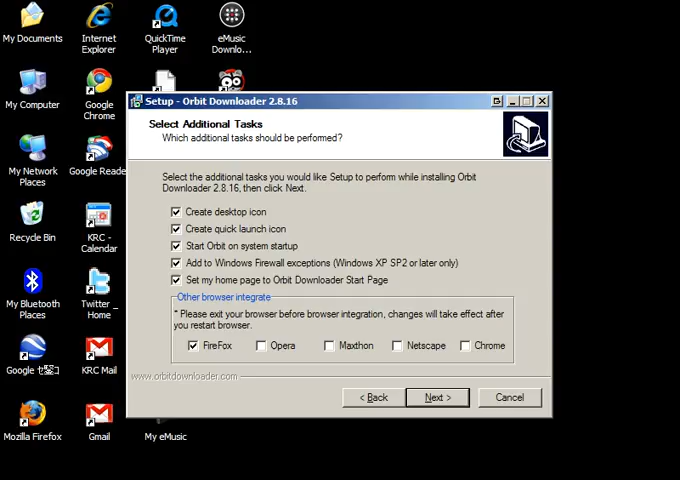 My Documents
Internet
Explorer
QuickTime
Player
eMusic
Downlo...
My Computer
Google
Chrome
My Network
Places
Google Reade
Recycle Bin
KRC -
Calendar
My Bluetooth
Places
Twitter _
Home
Google
KRC Mail
Mozilla Firefox
Gmail
My eMusic
Setup - Orbit Downloader 2.8.16
Select Additional Tasks
Which additional tasks should be performed?
Select the additional tasks you would like Setup to perform while installing Orbit
Downloader 2.8.16, then click Next.
Create desktop icon
Create quick launch icon
Start Orbit on system startup
Add to Windows Firewall exceptions (Windows XP SP2 or later only)
Set my home page to Orbit Downloader Start Page
Other browser integrate
* Please exit your browser before browser integration, changes will take effect after
you restart browser.
FireFox Opera Maxthon Netscape Chrome
www.orbitdownloader.com
< Back Next > Cancel